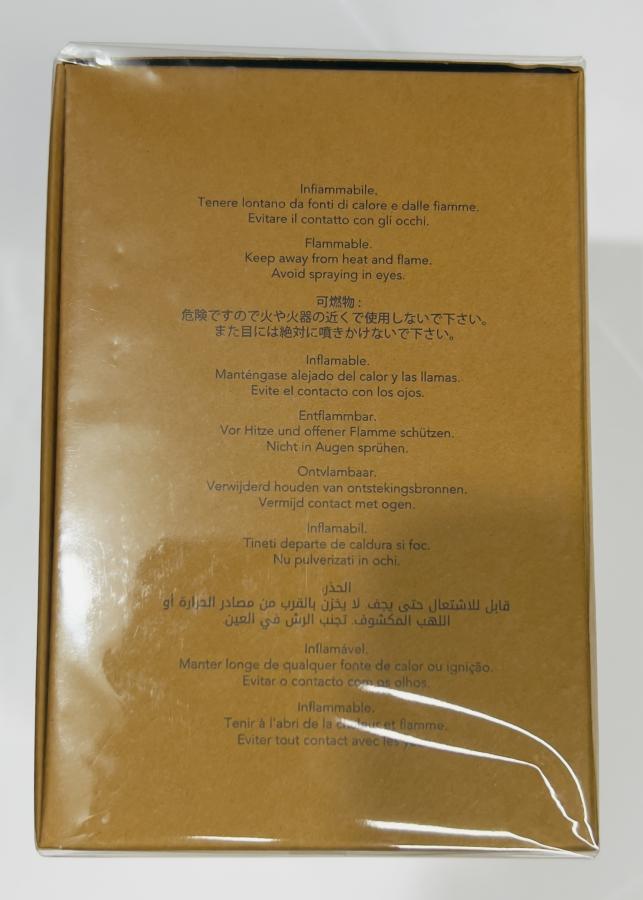 Infiammabile.
Tenere lontano da fonti di calore e dalle fiamme.
Evitare il contatto con gli occhi.
Flammable.
Keep away from heat and flame.
Avoid spraying in eyes.
可燃物 :
危険ですので火や火器の近くで使用しないで下さい。
また目には絶対に噴きかけないで下さい。
Inflamable.
Manténgase alejado del calor y las llamas.
Evite el contacto con los ojos.
Entflammbar.
Vor Hitze und offener Flamme schützen.
Nicht in Augen sprühen.
Ontvlambaar.
Verwijderd houden van ontstekingsbronnen.
Vermijd contact met ogen.
Inflamabil.
Tineti departe de caldura si foc.
Nu pulverizati in ochi.
الحذر.
قابل للاشتعال حتى يجف. لا يخزن بالقرب من مصادر الحرارة أو
اللهب المكشوف. تجنب الرش في العين.
Inflamável.
Manter longe de qualquer fonte de calor ou ignição.
Evitar o contacto com os olhos.
Inflammable.
Tenir à l'abri de la chaleur et flamme.
Eviter tout contact avec les